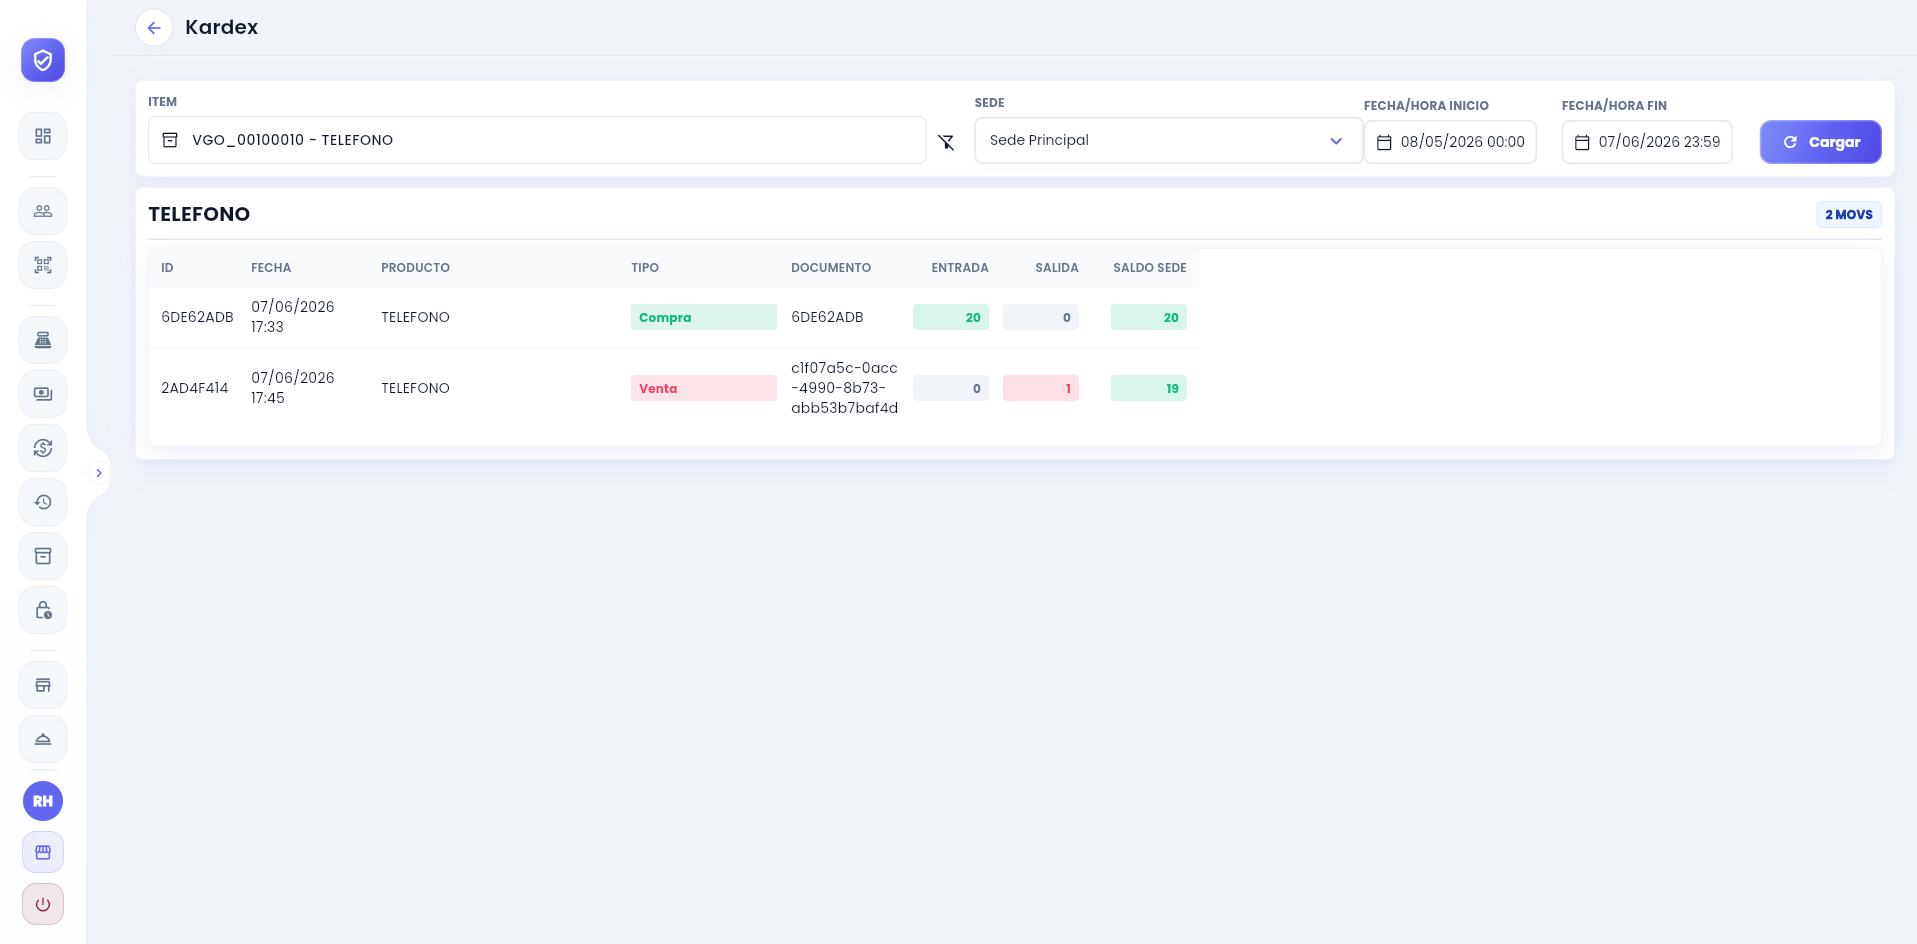 Kardex
ITEM
VGO_00100010 - TELEFONO
SEDE
Sede Principal
FECHA/HORA INICIO
08/05/2026 00:00
FECHA/HORA FIN
07/06/2026 23:59
Cargar
TELEFONO
2 MOVS
ID FECHA PRODUCTO TIPO DOCUMENTO ENTRADA SALIDA SALDO SEDE
6DE62ADB 07/06/2026 17:33 TELEFONO Compra 6DE62ADB 20 0 20
2AD4F414 07/06/2026 17:45 TELEFONO Venta c1f07a5c-0acc-4990-8b73-abb53b7baf4d 0 1 19
RH